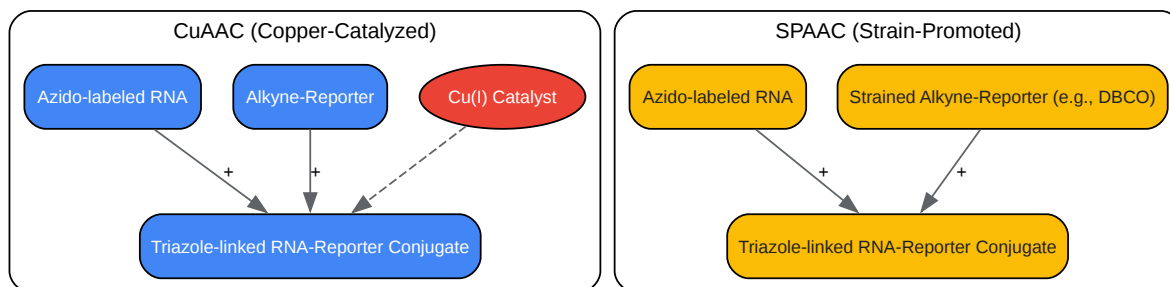 CuAAC (Copper-Catalyzed)
Azido-labeled RNA
Alkyne-Reporter
Cu(I) Catalyst
+
+
Triazole-linked RNA-Reporter Conjugate
SPAAC (Strain-Promoted)
Azido-labeled RNA
Strained Alkyne-Reporter (e.g., DBCO)
+
+
Triazole-linked RNA-Reporter Conjugate